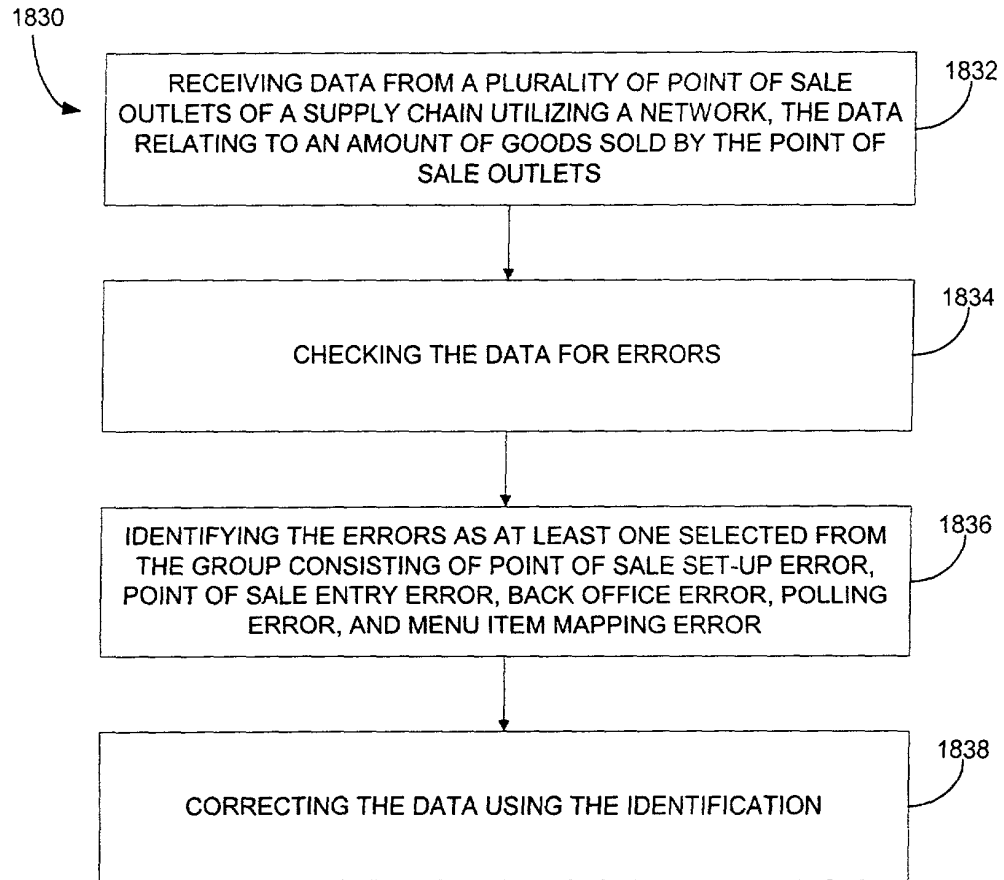 1830
RECEIVING DATA FROM A PLURALITY OF POINT OF SALE
OUTLETS OF A SUPPLY CHAIN UTILIZING A NETWORK, THE DATA
RELATING TO AN AMOUNT OF GOODS SOLD BY THE POINT OF
SALE OUTLETS
1832
CHECKING THE DATA FOR ERRORS
1834
IDENTIFYING THE ERRORS AS AT LEAST ONE SELECTED FROM
THE GROUP CONSISTING OF POINT OF SALE SET-UP ERROR,
POINT OF SALE ENTRY ERROR, BACK OFFICE ERROR, POLLING
ERROR, AND MENU ITEM MAPPING ERROR
1836
CORRECTING THE DATA USING THE IDENTIFICATION
1838